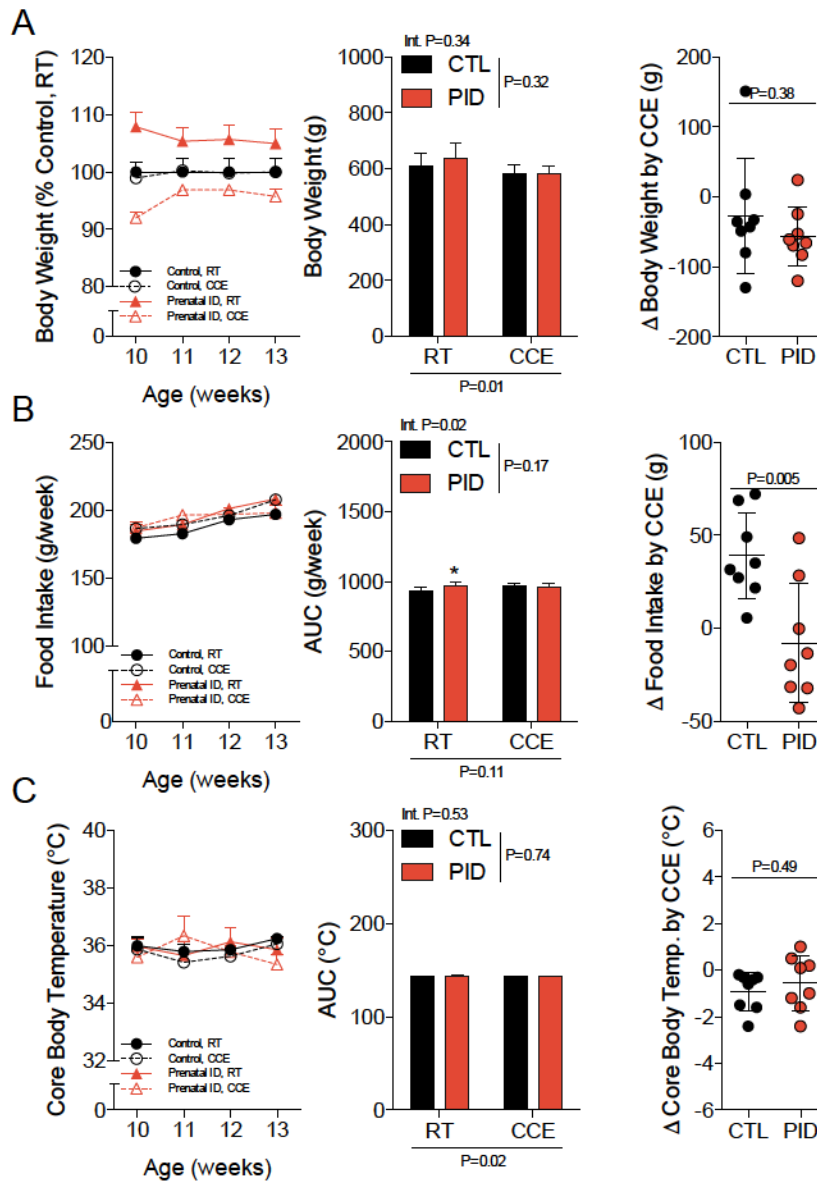 A
Body Weight (% Control, RT)
120
110
100
90
80
0
Control, RT
Control, CCE
Prenatal ID, RT
Prenatal ID, CCE
10 11 12 13
Age (weeks)
Body Weight (g)
1000
800
600
400
200
0
Int. P=0.34
CTL
PID
P=0.32
RT CCE
P=0.01
Δ Body Weight by CCE (g)
200
100
0
-100
-200
P=0.38
CTL PID
B
Food Intake (g/week)
250
200
150
100
0
Control, RT
Control, CCE
Prenatal ID, RT
Prenatal ID, CCE
10 11 12 13
Age (weeks)
AUC (g/week)
2000
1500
1000
500
0
Int. P=0.02
CTL
PID
P=0.17
*
RT CCE
P=0.11
Δ Food Intake by CCE (g)
100
50
0
-50
P=0.005
CTL PID
C
Core Body Temperature (°C)
40
38
36
34
32
0
Control, RT
Control, CCE
Prenatal ID, RT
Prenatal ID, CCE
10 11 12 13
Age (weeks)
AUC (°C)
300
200
100
0
Int. P=0.53
CTL
PID
P=0.74
RT CCE
P=0.02
Δ Core Body Temp. by CCE (°C)
6
4
2
0
-2
-4
-6
P=0.49
CTL PID